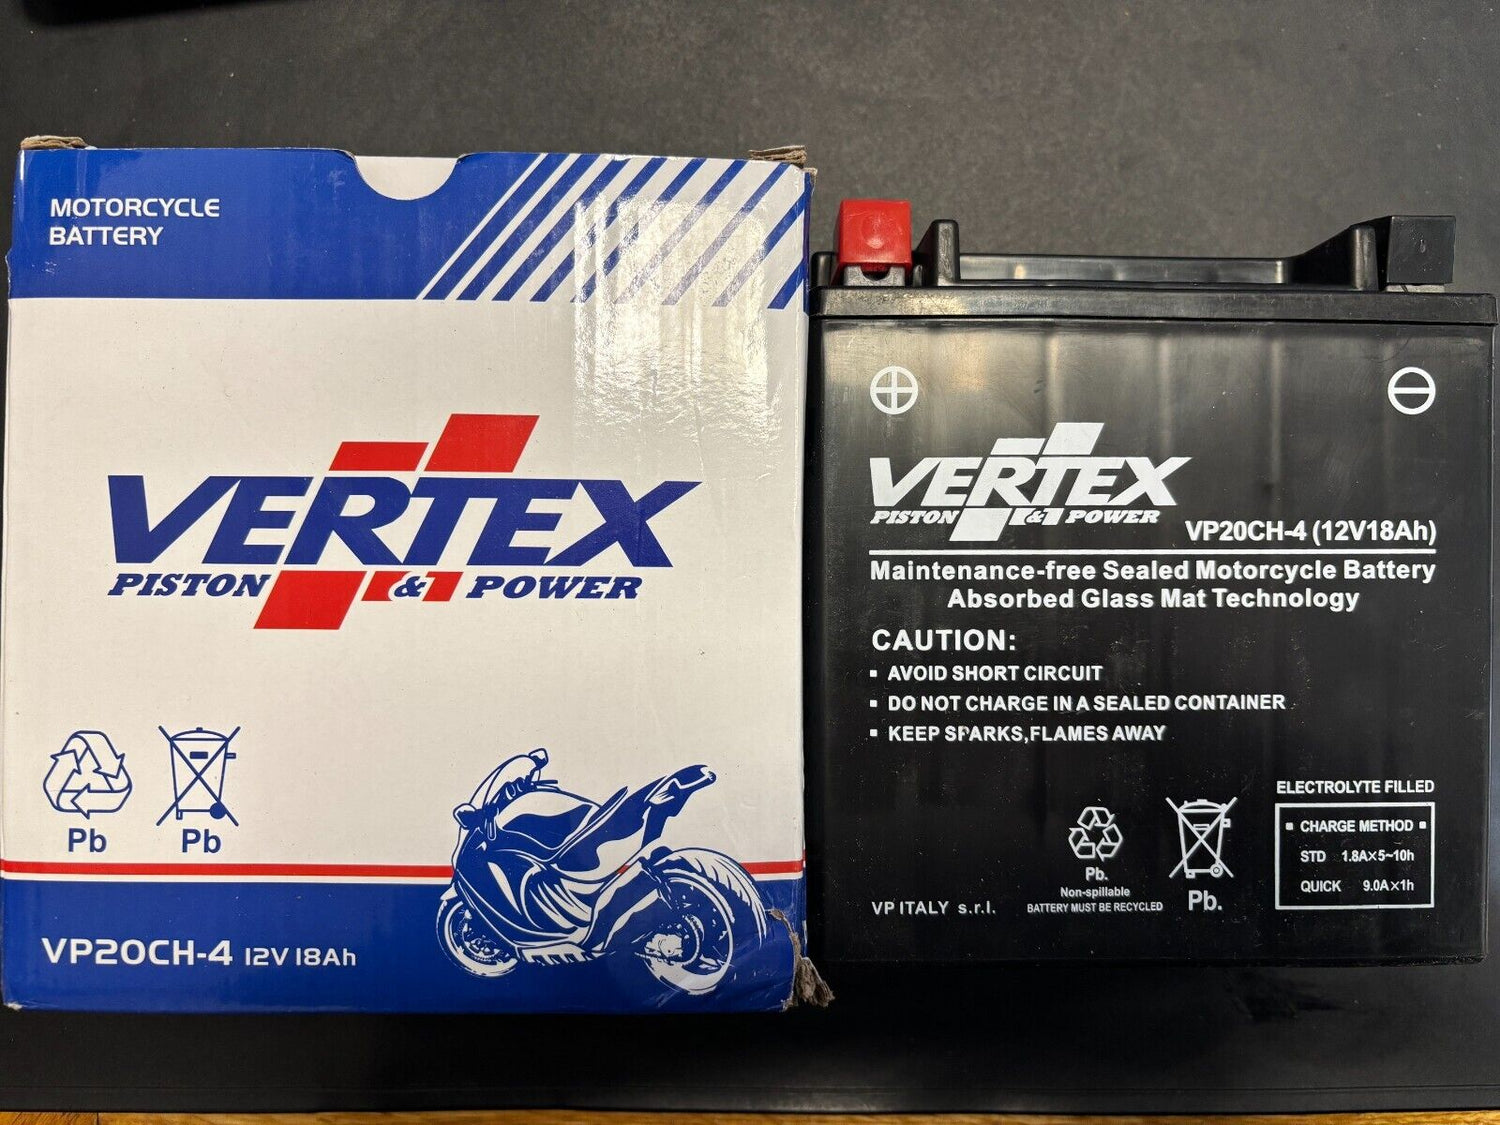 MOTORCYCLE
BATTERY
VERTEX
PISTON & POWER
Pb
Pb
VP20CH-4 12V 18Ah
VERTEX
PISTON & POWER
VP20CH-4 (12V18Ah)
Maintenance-free Sealed Motorcycle Battery
Absorbed Glass Mat Technology
CAUTION:
▪ AVOID SHORT CIRCUIT
▪ DO NOT CHARGE IN A SEALED CONTAINER
▪ KEEP SPARKS,FLAMES AWAY
ELECTROLYTE FILLED
▪ CHARGE METHOD ▪
STD 1.8A×5~10h
QUICK 9.0A×1h
VP ITALY s.r.l.
Pb.
Non-spillable
BATTERY MUST BE RECYCLED
Pb.